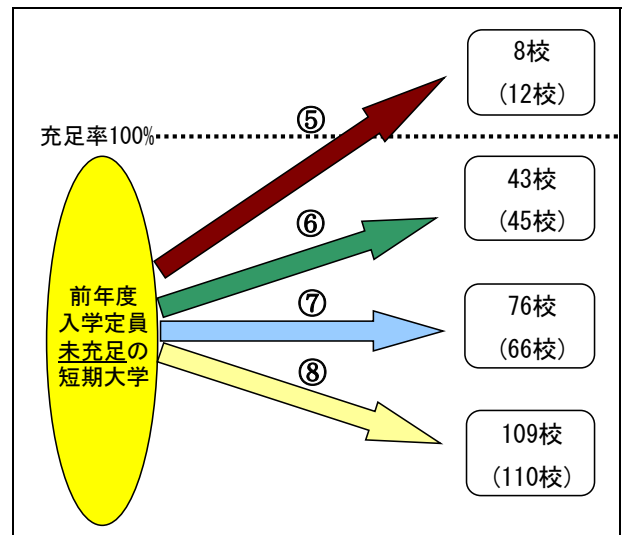 8校
(12校)
⑤
充足率100%
43校
(45校)
⑥
前年度
入学定員
未充足の
短期大学
⑦
76校
(66校)
⑧
109校
(110校)